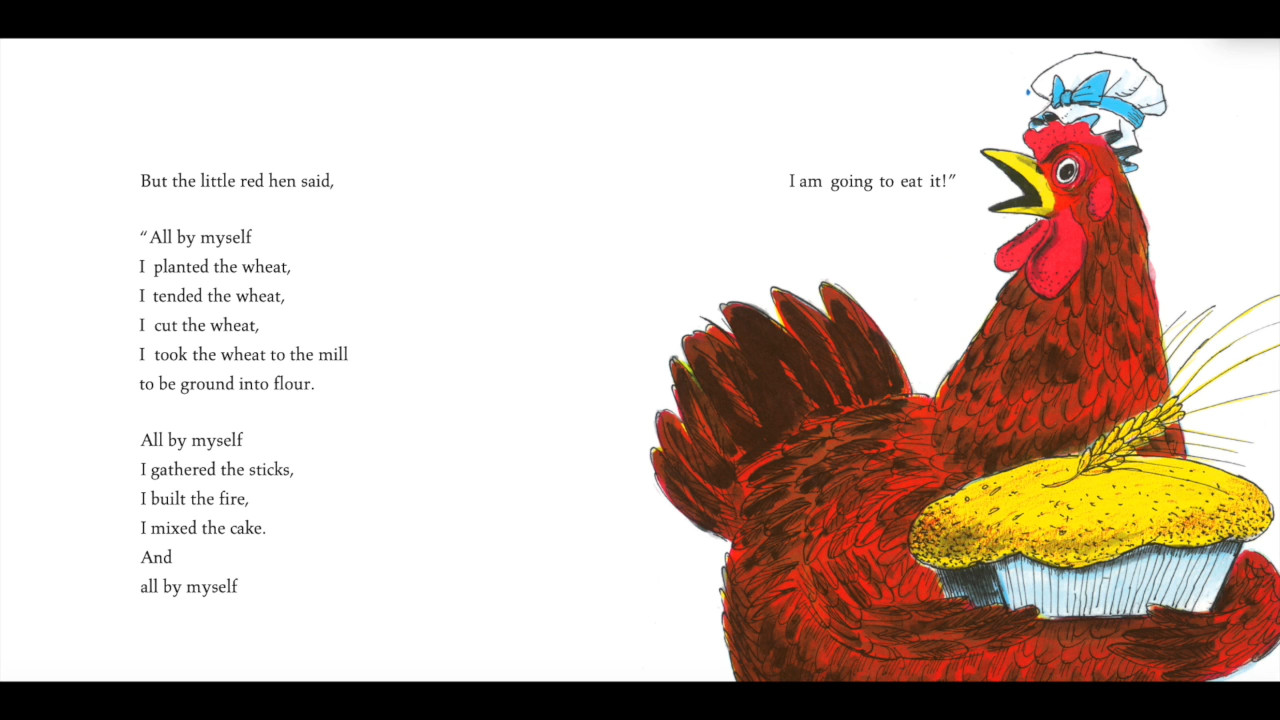 But the little red hen said,
“All by myself
I planted the wheat,
I tended the wheat,
I cut the wheat,
I took the wheat to the mill
to be ground into flour.
All by myself
I gathered the sticks,
I built the fire,
I mixed the cake.
And
all by myself
I am going to eat it!”